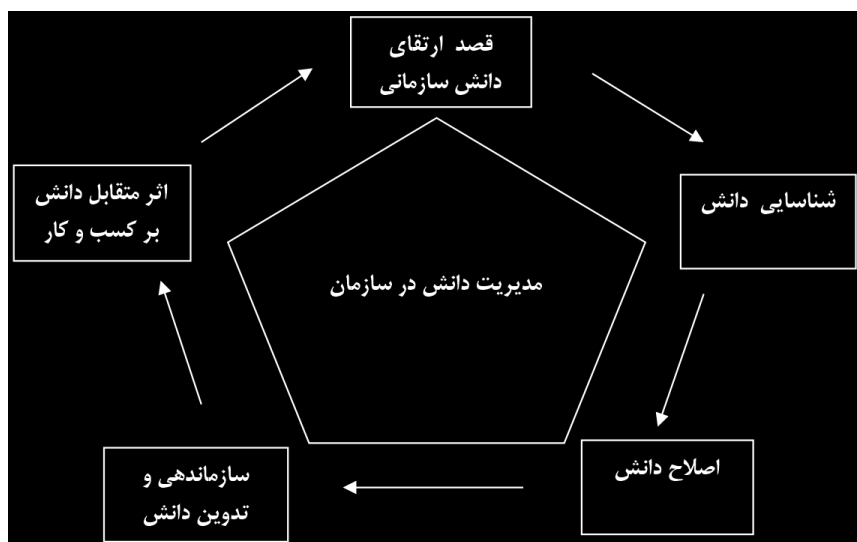 قصد ارتقای
دانش سازمانی
شناسایی دانش
اصلاح دانش
سازماندهی و
تدوین دانش
اثر متقابل دانش
بر کسب و کار
مدیریت دانش در سازمان